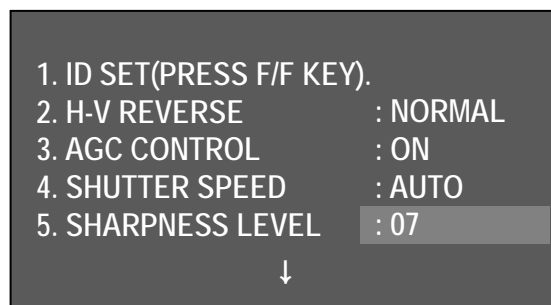 1. ID SET(PRESS F/F KEY).
2. H-V REVERSE : NORMAL
3. AGC CONTROL : ON
4. SHUTTER SPEED : AUTO
5. SHARPNESS LEVEL : 07
↓